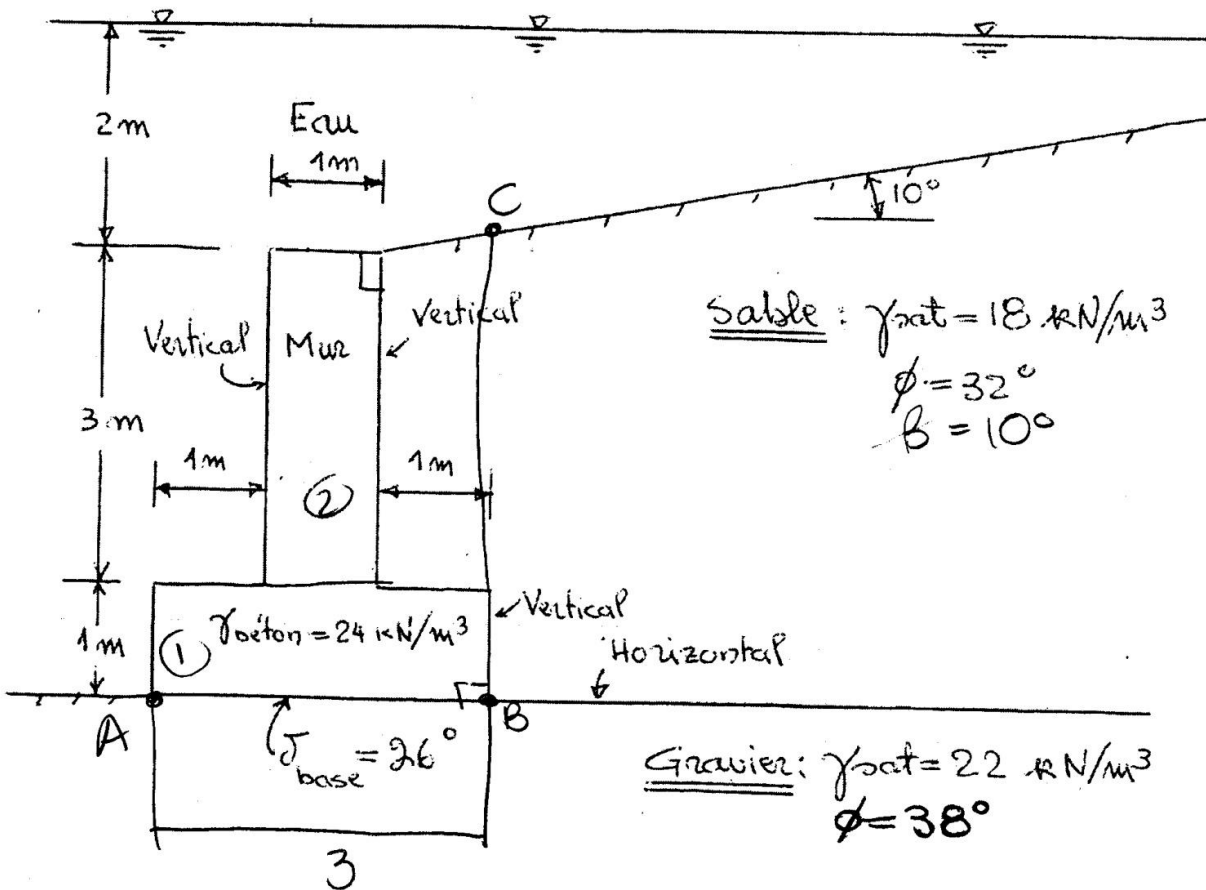 2m
Eau
1m
C
10°
Sable : γsat = 18 kN/m³
ϕ = 32°
β = 10°
Vertical
Mur
Vertical
3m
1m
1m
②
Vertical
1m
① γbéton = 24 kN/m³
Horizontal
A
B
δbase = 26°
Gravier: γsat = 22 kN/m³
ϕ = 38°
3